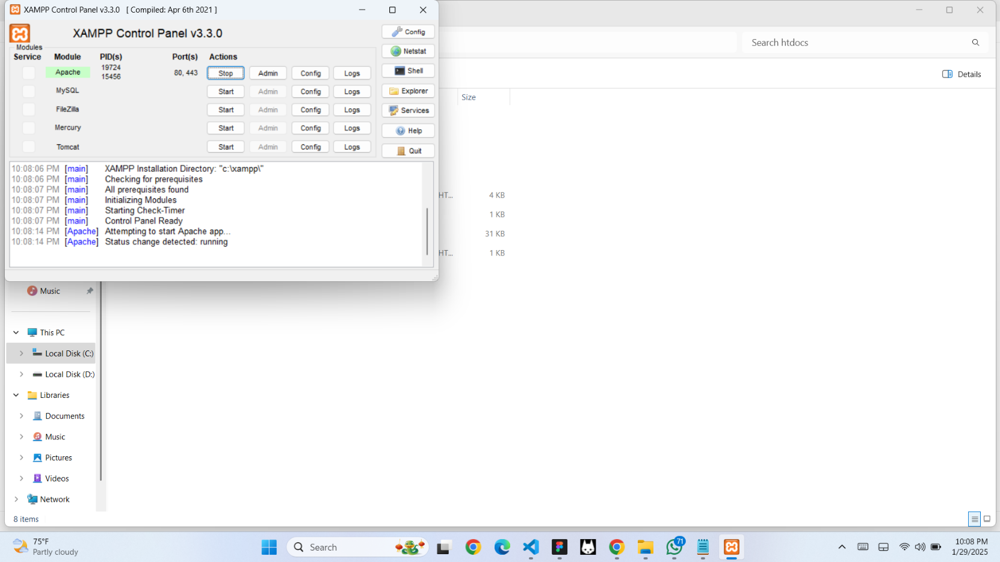 XAMPP Control Panel v3.3.0 [ Compiled: Apr 6th 2021 ]
XAMPP Control Panel v3.3.0
Config
Modules
Service Module PID(s) Port(s) Actions
Netstat
Apache 19724 15456 80, 443 Stop Admin Config Logs
Shell
MySQL Start Admin Config Logs
Explorer
FileZilla Start Admin Config Logs
Services
Mercury Start Admin Config Logs
Help
Tomcat Start Admin Config Logs
Quit
10:08:06 PM [main] XAMPP Installation Directory: "c:\xampp\"
10:08:06 PM [main] Checking for prerequisites
10:08:07 PM [main] All prerequisites found
10:08:07 PM [main] Initializing Modules
10:08:07 PM [main] Starting Check-Timer
10:08:07 PM [main] Control Panel Ready
10:08:14 PM [Apache] Attempting to start Apache app...
10:08:14 PM [Apache] Status change detected: running
Search htdocs
Details
Size
HT... 4 KB
1 KB
31 KB
HT... 1 KB
Music
This PC
Local Disk (C:)
Local Disk (D:)
Libraries
Documents
Music
Pictures
Videos
Network
8 items
75°F
Partly cloudy
Search
71
10:08 PM
1/29/2025